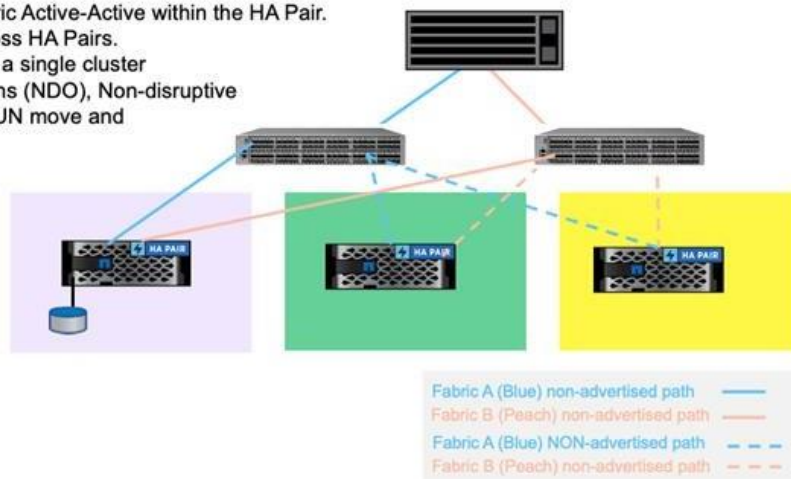 ric Active-Active within the HA Pair.
ss HA Pairs.
a single cluster
ns (NDO), Non-disruptive
UN move and
HA PAIR
HA PAIR
HA PAIR
Fabric A (Blue) non-advertised path
Fabric B (Peach) non-advertised path
Fabric A (Blue) NON-advertised path
Fabric B (Peach) non-advertised path